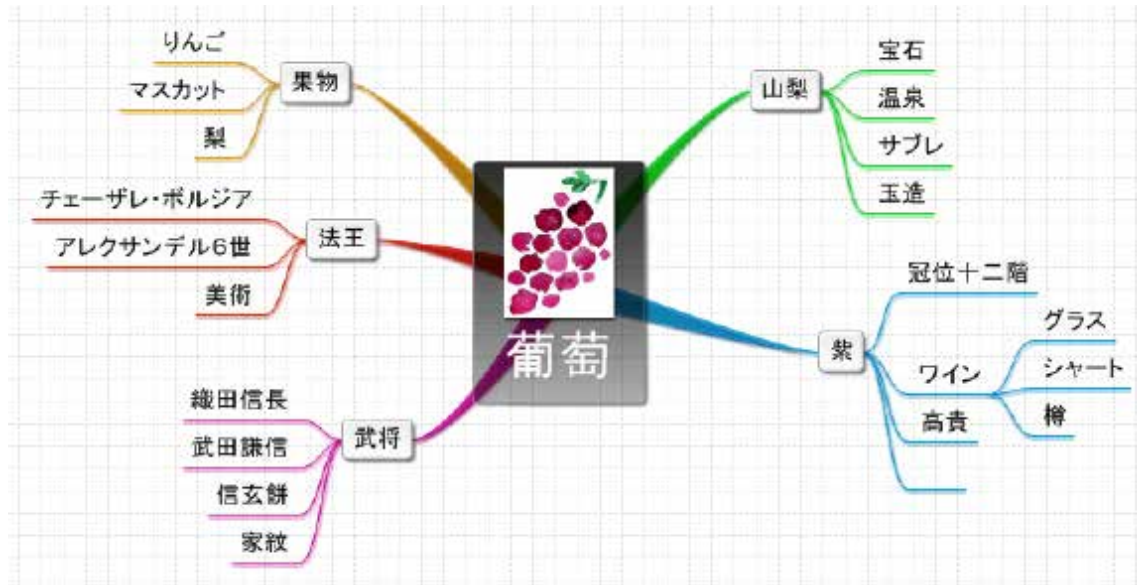 葡萄
果物
りんご
マスカット
梨
法王
チェーザレ・ボルジア
アレクサンデル6世
美術
武将
織田信長
武田謙信
信玄餅
家紋
山梨
宝石
温泉
サブレ
玉造
紫
冠位十二階
ワイン
グラス
シャート
樽
高貴